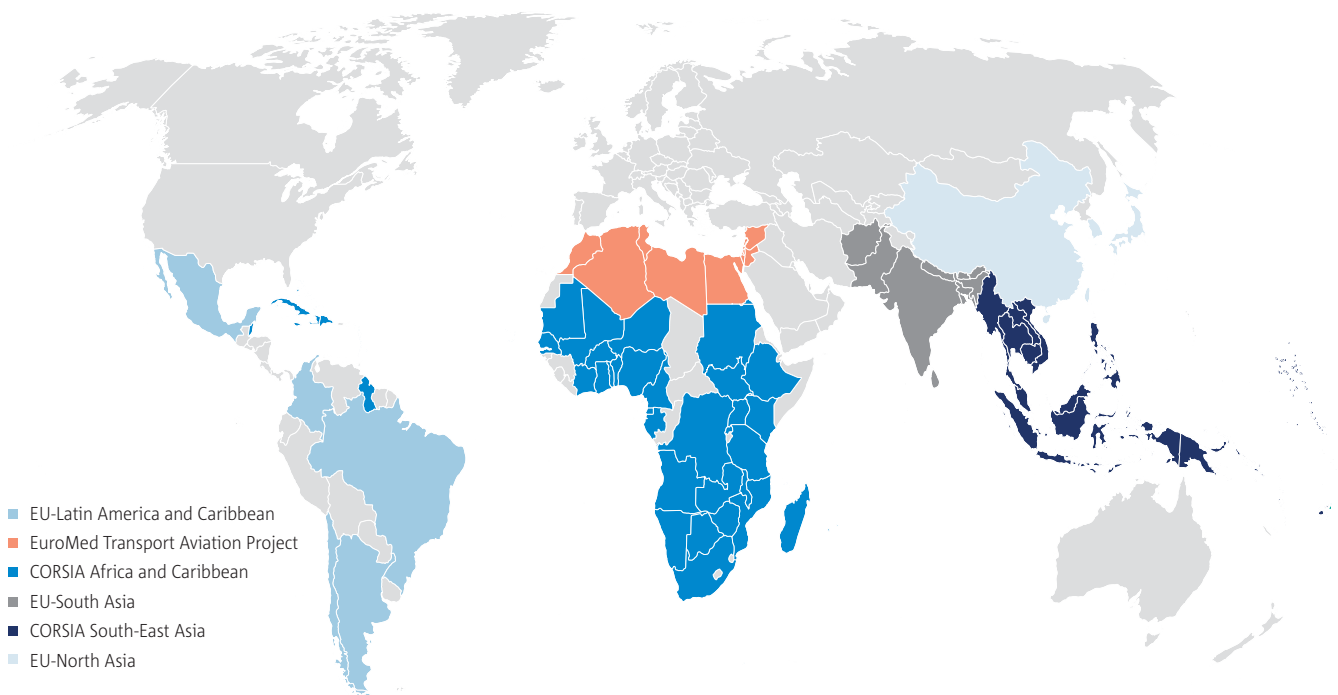 EU-Latin America and Caribbean
EuroMed Transport Aviation Project
CORSIA Africa and Caribbean
EU-South Asia
CORSIA South-East Asia
EU-North Asia